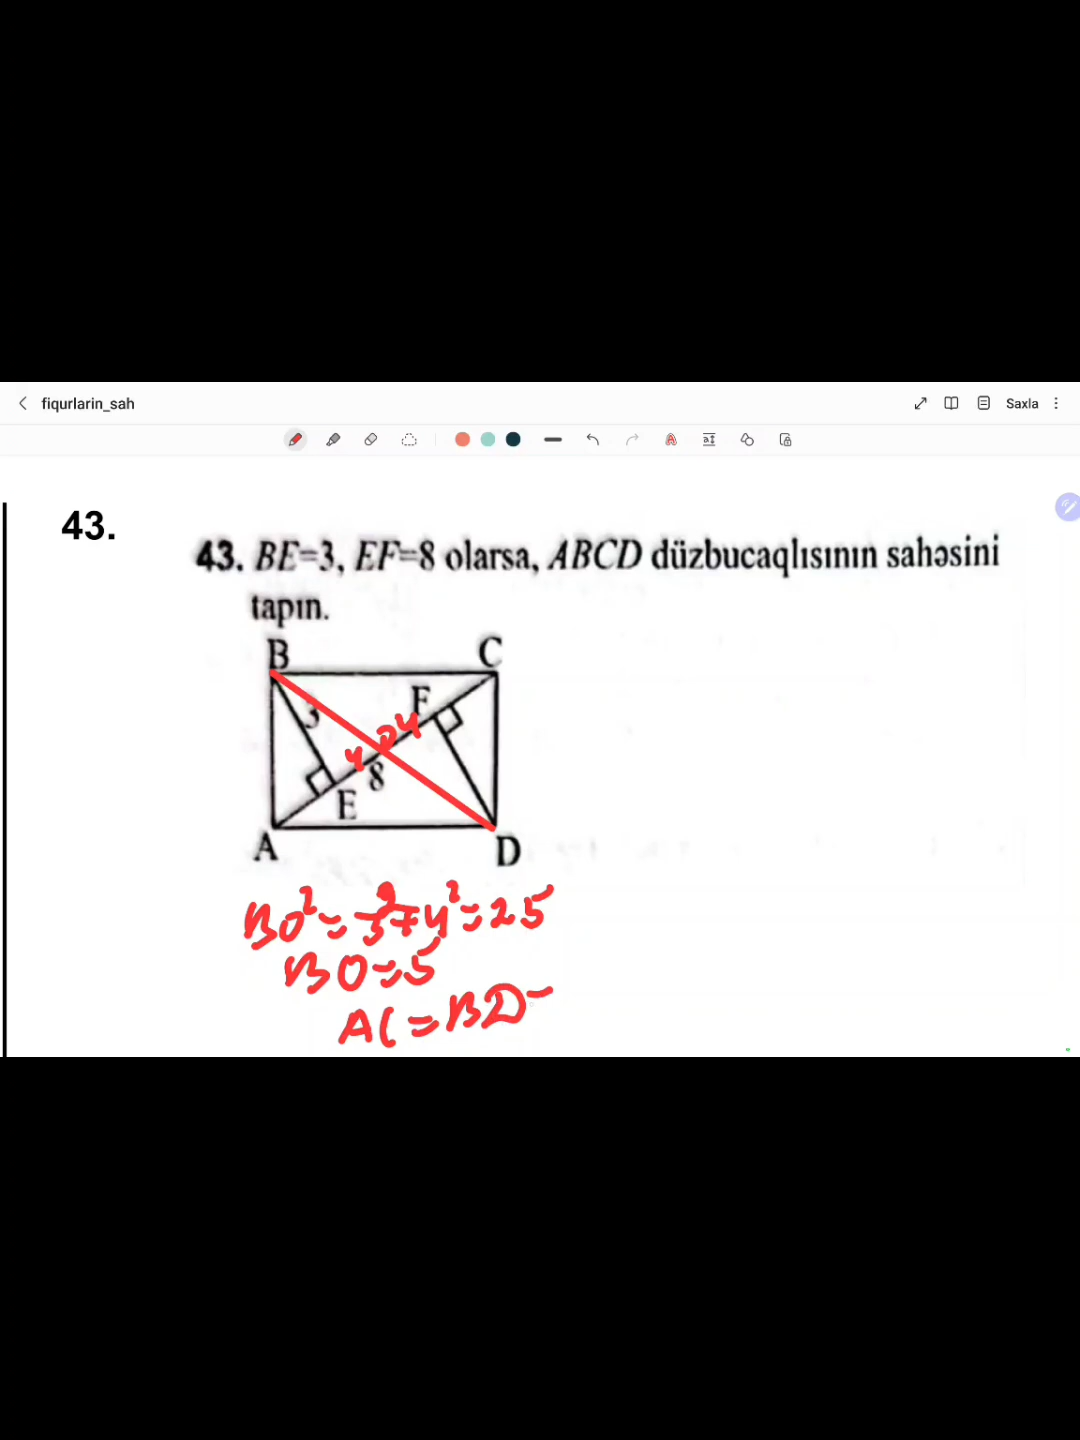 fiqurlarin_sah
Saxla
43.
43. BE=3, EF=8 olarsa, ABCD düzbucaqlısının sahəsini
tapın.
B C
3 F
4 O 4
8
E
A D
BO²=3²+4²=25
BO=5
AC=BD=